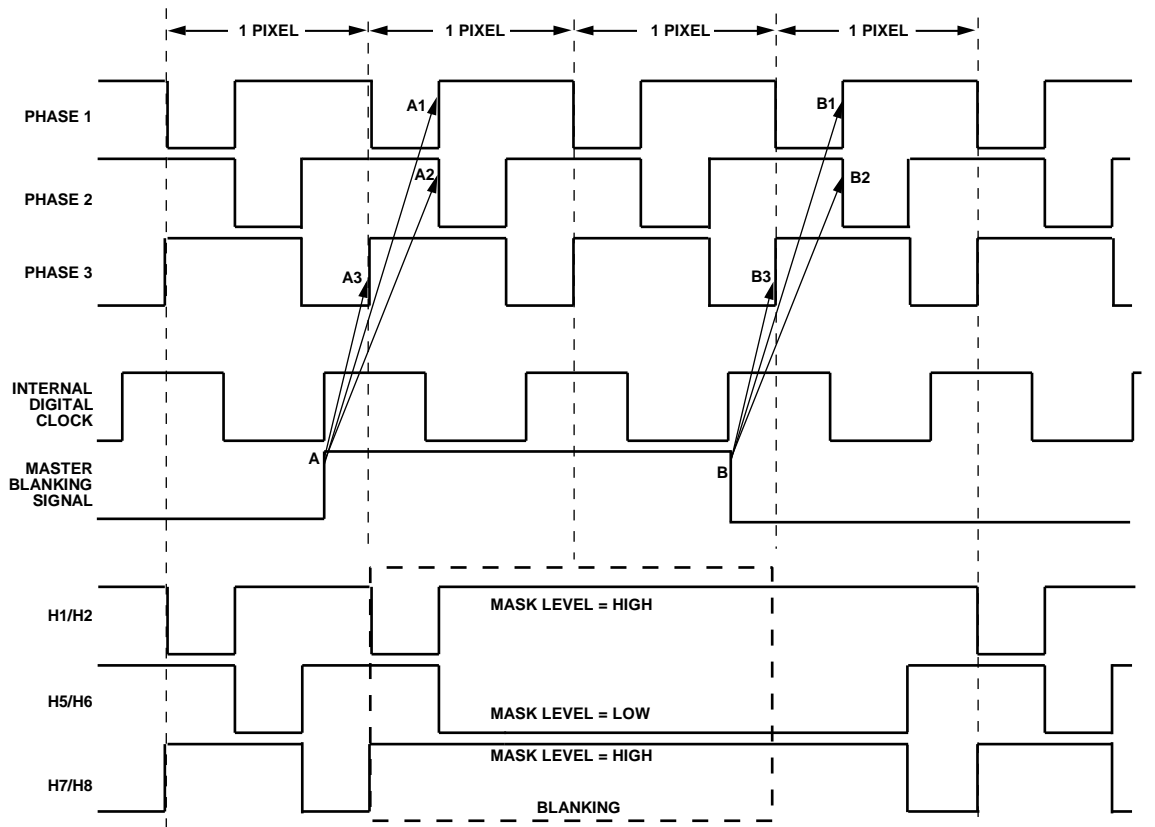 1 PIXEL 1 PIXEL 1 PIXEL 1 PIXEL
PHASE 1
A1
B1
PHASE 2
A2
B2
PHASE 3
A3
B3
INTERNAL
DIGITAL
CLOCK
MASTER
BLANKING
SIGNAL
A
B
H1/H2
MASK LEVEL = HIGH
H5/H6
MASK LEVEL = LOW
MASK LEVEL = HIGH
H7/H8
BLANKING